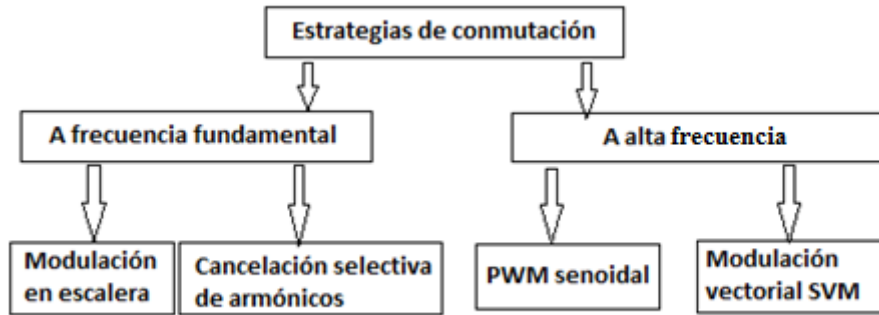 Estrategias de conmutación
A frecuencia fundamental
A alta frecuencia
Modulación
en escalera
Cancelación selectiva
de armónicos
PWM senoidal
Modulación
vectorial SVM